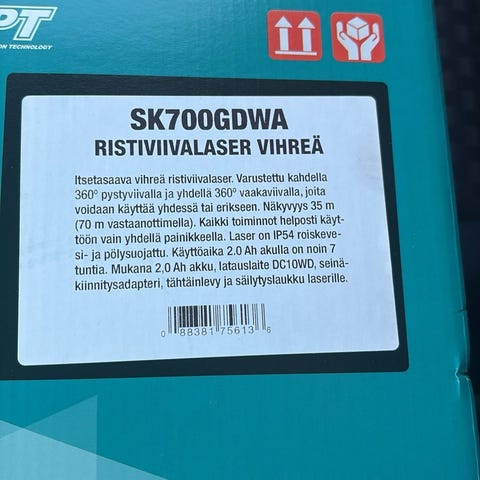 PT
ON TECHNOLOGY
SK700GDWA
RISTIVIIVALASER VIHREÄ
Itsetasaava vihreä ristiviivalaser. Varustettu kahdella
360º pystyviivalla ja yhdellä 360º vaakaviivalla, joita
voidaan käyttää yhdessä tai erikseen. Näkyvyys 35 m
(70 m vastaanottimella). Kaikki toiminnot helposti käyt-
töön vain yhdellä painikkeella. Laser on IP54 roiskeve-
si- ja pölysuojattu. Käyttöaika 2.0 Ah akulla on noin 7
tuntia. Mukana 2,0 Ah akku, latauslaite DC10WD, seinä-
kiinnitysadapteri, tähtäinlevy ja säilytyslaukku laserille.
0 88381 75613 6